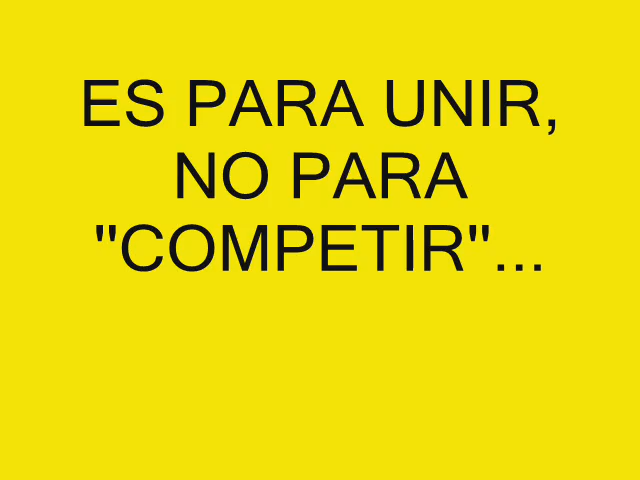 ES PARA UNIR,
NO PARA
"COMPETIR"...